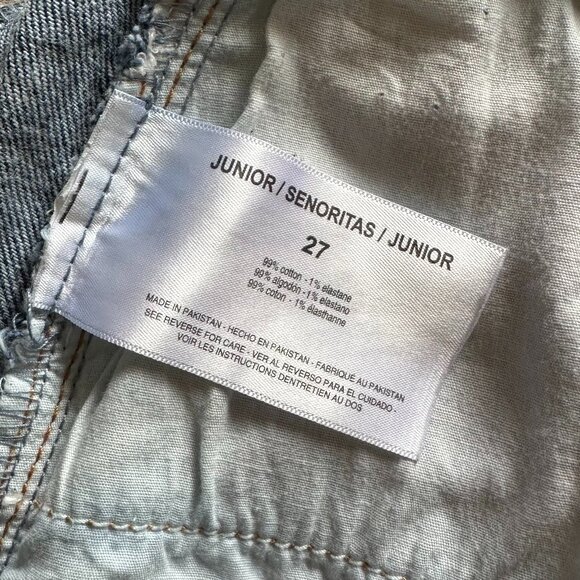 JUNIOR / SENORITAS / JUNIOR
27
99% cotton - 1% elastane
99% algodón - 1% elastano
99% coton - 1% élasthanne
MADE IN PAKISTAN - HECHO EN PAKISTAN - FABRIQUÉ AU PAKISTAN
SEE REVERSE FOR CARE - VER AL REVERSO PARA EL CUIDADO -
VOIR LES INSTRUCTIONS DENTRETIEN AU DOS